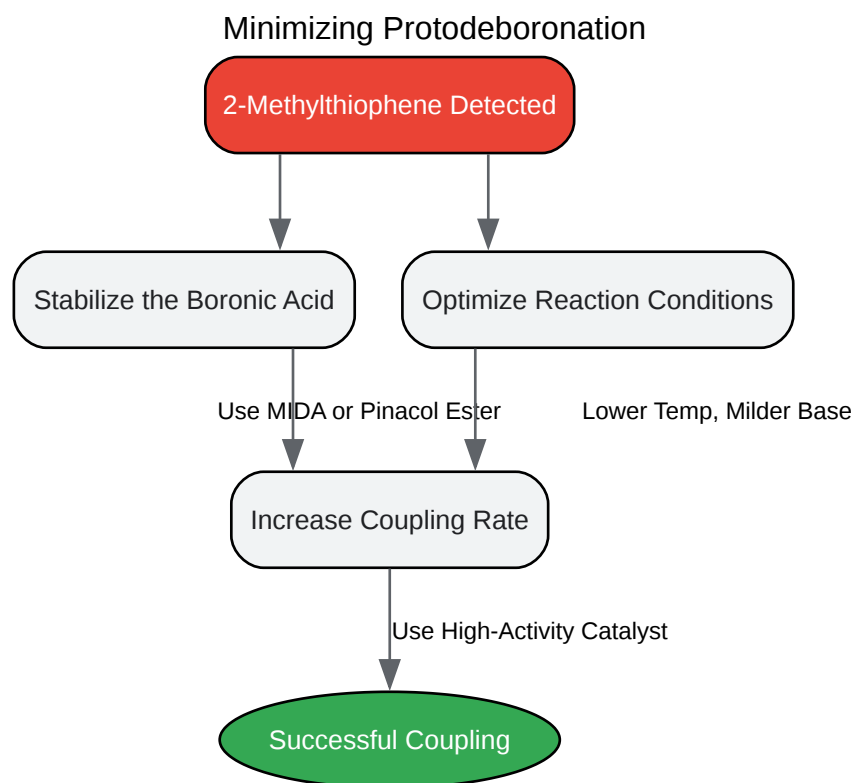 Minimizing Protodeboronation
2-Methylthiophene Detected
Stabilize the Boronic Acid
Optimize Reaction Conditions
Use MIDA or Pinacol Ester
Lower Temp, Milder Base
Increase Coupling Rate
Use High-Activity Catalyst
Successful Coupling